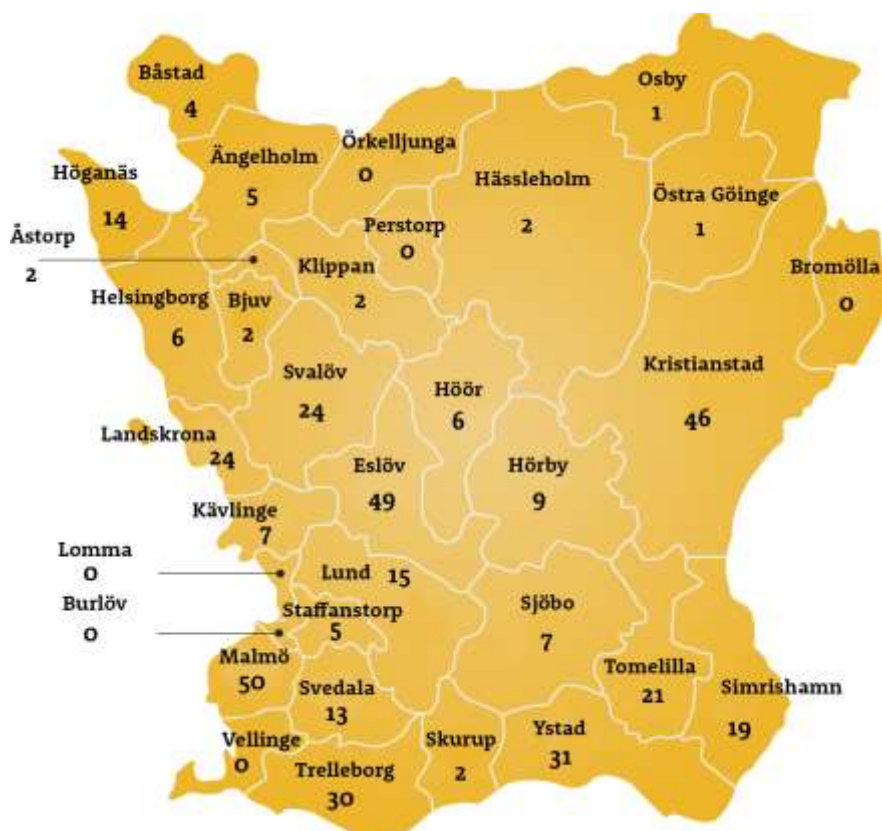 Båstad
4
Osby
1
Ängelholm
5
Örkelljunga
0
Höganäs
14
Hässleholm
2
Östra Göinge
1
Åstorp
2
Perstorp
0
Klippan
2
Bromölla
0
Helsingborg
6
Bjuv
2
Svalöv
24
Höör
6
Kristianstad
46
Landskrona
24
Eslöv
49
Hörby
9
Kävlinge
7
Lomma
0
Lund 15
Burlöv
0
Staffanstorp
5
Sjöbo
7
Malmö
50
Svedala
13
Tomelilla
21
Simrishamn
19
Vellinge
0
Trelleborg
30
Skurup
2
Ystad
31